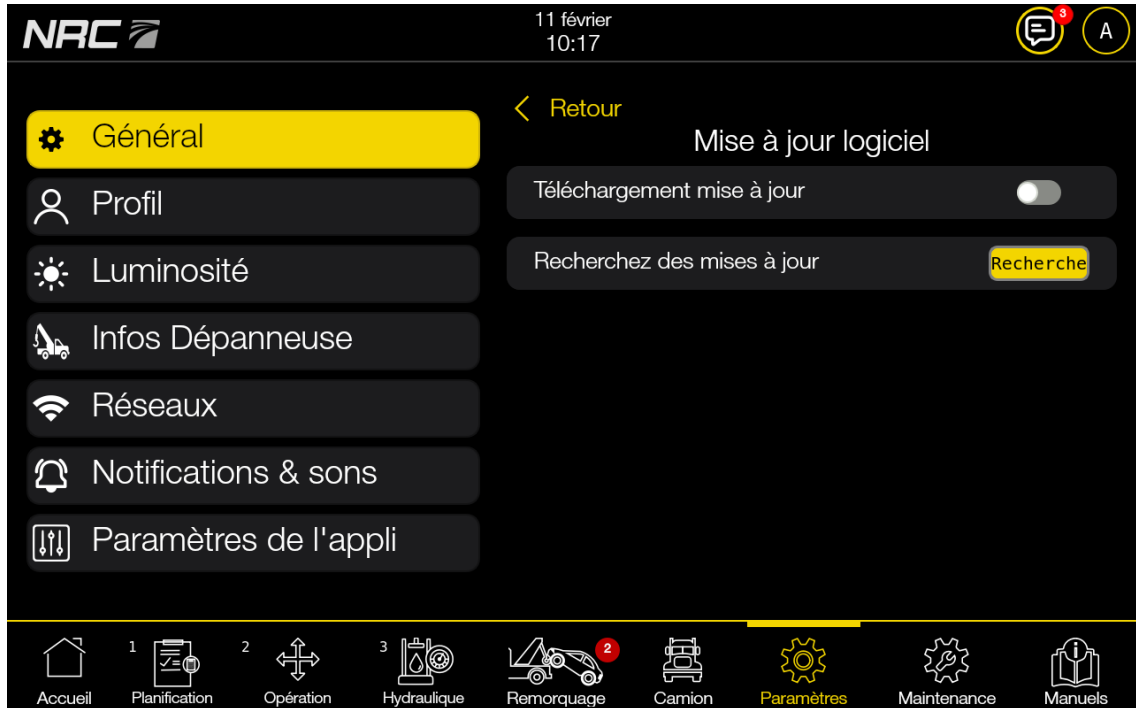 NRC
11 février
10:17
3
A
Retour
Mise à jour logiciel
Général
Profil
Luminosité
Infos Dépanneuse
Réseaux
Notifications & sons
Paramètres de l'appli
Téléchargement mise à jour
Recherchez des mises à jour
Recherche
Accueil
1
Planification
2
Opération
3
Hydraulique
2
Remorquage
Camion
Paramètres
Maintenance
Manuels